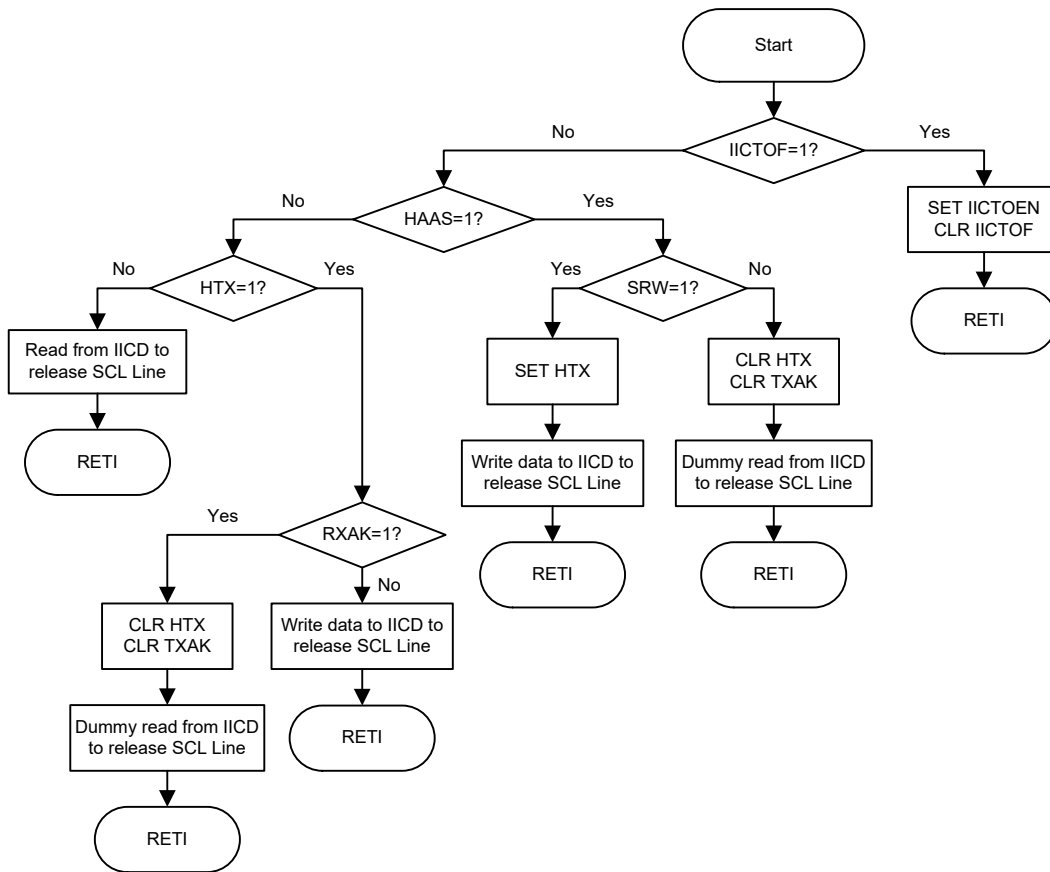 Start
No
IICTOF=1?
Yes
No
HAAS=1?
Yes
SET IICTOEN
CLR IICTOF
No
HTX=1?
Yes
Yes
SRW=1?
No
RETI
Read from IICD to
release SCL Line
SET HTX
CLR HTX
CLR TXAK
RETI
Write data to IICD to
release SCL Line
Dummy read from IICD
to release SCL Line
Yes
RXAK=1?
No
RETI
RETI
CLR HTX
CLR TXAK
Write data to IICD to
release SCL Line
Dummy read from IICD
to release SCL Line
RETI
RETI